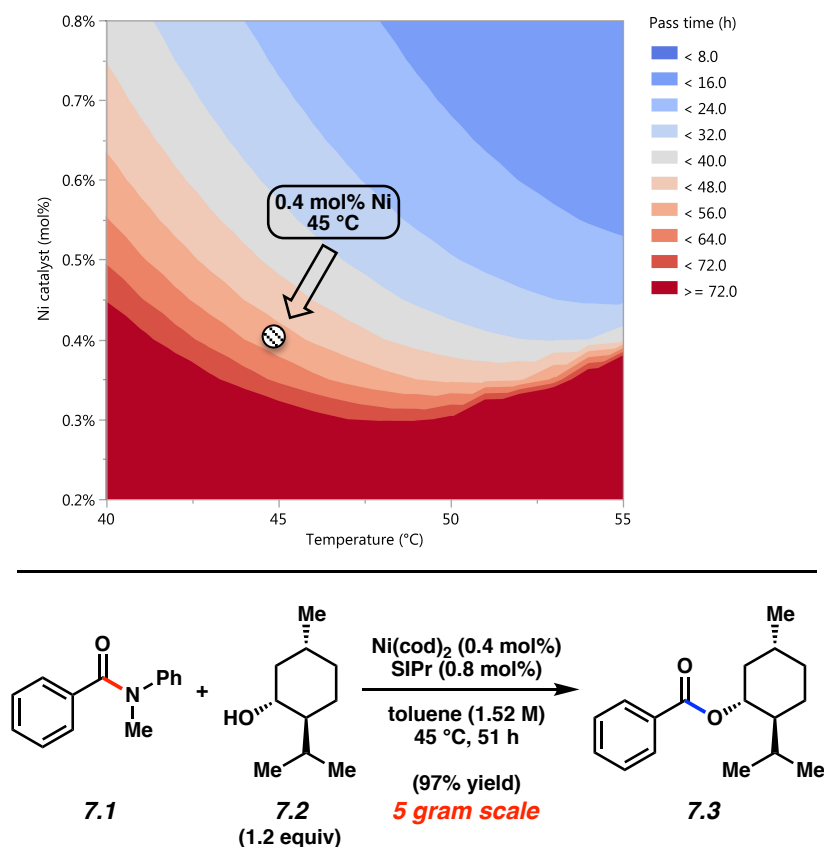 Pass time (h)
< 8.0
< 16.0
< 24.0
< 32.0
< 40.0
< 48.0
< 56.0
< 64.0
< 72.0
>= 72.0
Ni catalyst (mol%)
0.8%
0.7%
0.6%
0.5%
0.4%
0.3%
0.2%
0.4 mol% Ni
45 °C
40
45
50
55
Temperature (°C)
O
N
Ph
Me
7.1
+
Me
HO
Me
Me
7.2
(1.2 equiv)
Ni(cod)2 (0.4 mol%)
SIPr (0.8 mol%)
toluene (1.52 M)
45 °C, 51 h
(97% yield)
5 gram scale
Me
O
O
Me
Me
7.3